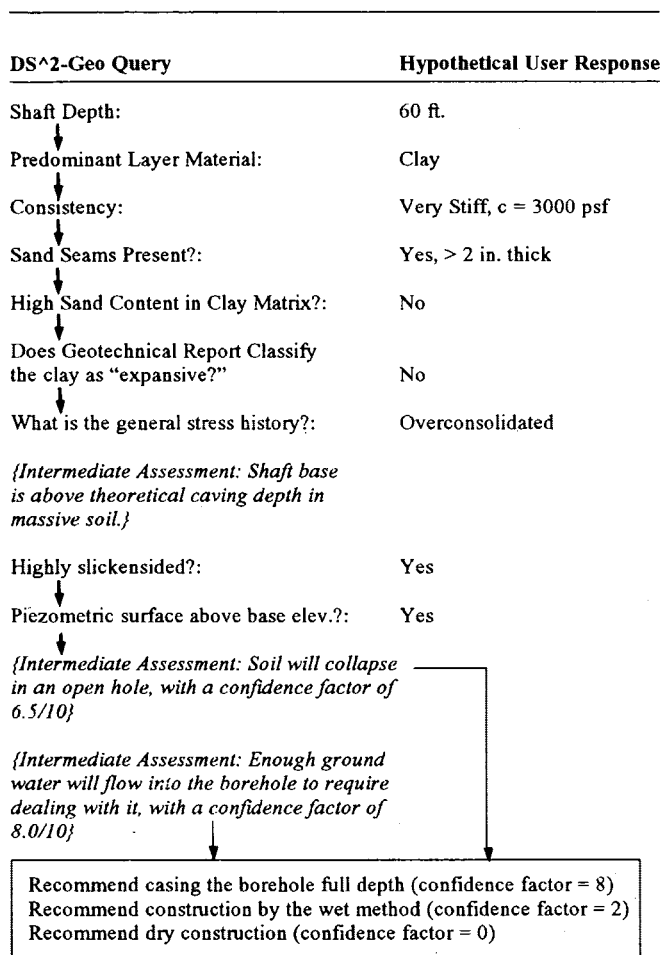 DS^2-Geo Query Hypothetical User Response
Shaft Depth: 60 ft.
Predominant Layer Material: Clay
Consistency: Very Stiff, c = 3000 psf
Sand Seams Present?: Yes, > 2 in. thick
High Sand Content in Clay Matrix?: No
Does Geotechnical Report Classify
the clay as “expansive?” No
What is the general stress history?: Overconsolidated
{Intermediate Assessment: Shaft base
is above theoretical caving depth in
massive soil.}
Highly slickensided?: Yes
Piezometric surface above base elev.?: Yes
{Intermediate Assessment: Soil will collapse
in an open hole, with a confidence factor of
6.5/10}
{Intermediate Assessment: Enough ground
water will flow into the borehole to require
dealing with it, with a confidence factor of
8.0/10}
Recommend casing the borehole full depth (confidence factor = 8)
Recommend construction by the wet method (confidence factor = 2)
Recommend dry construction (confidence factor = 0)